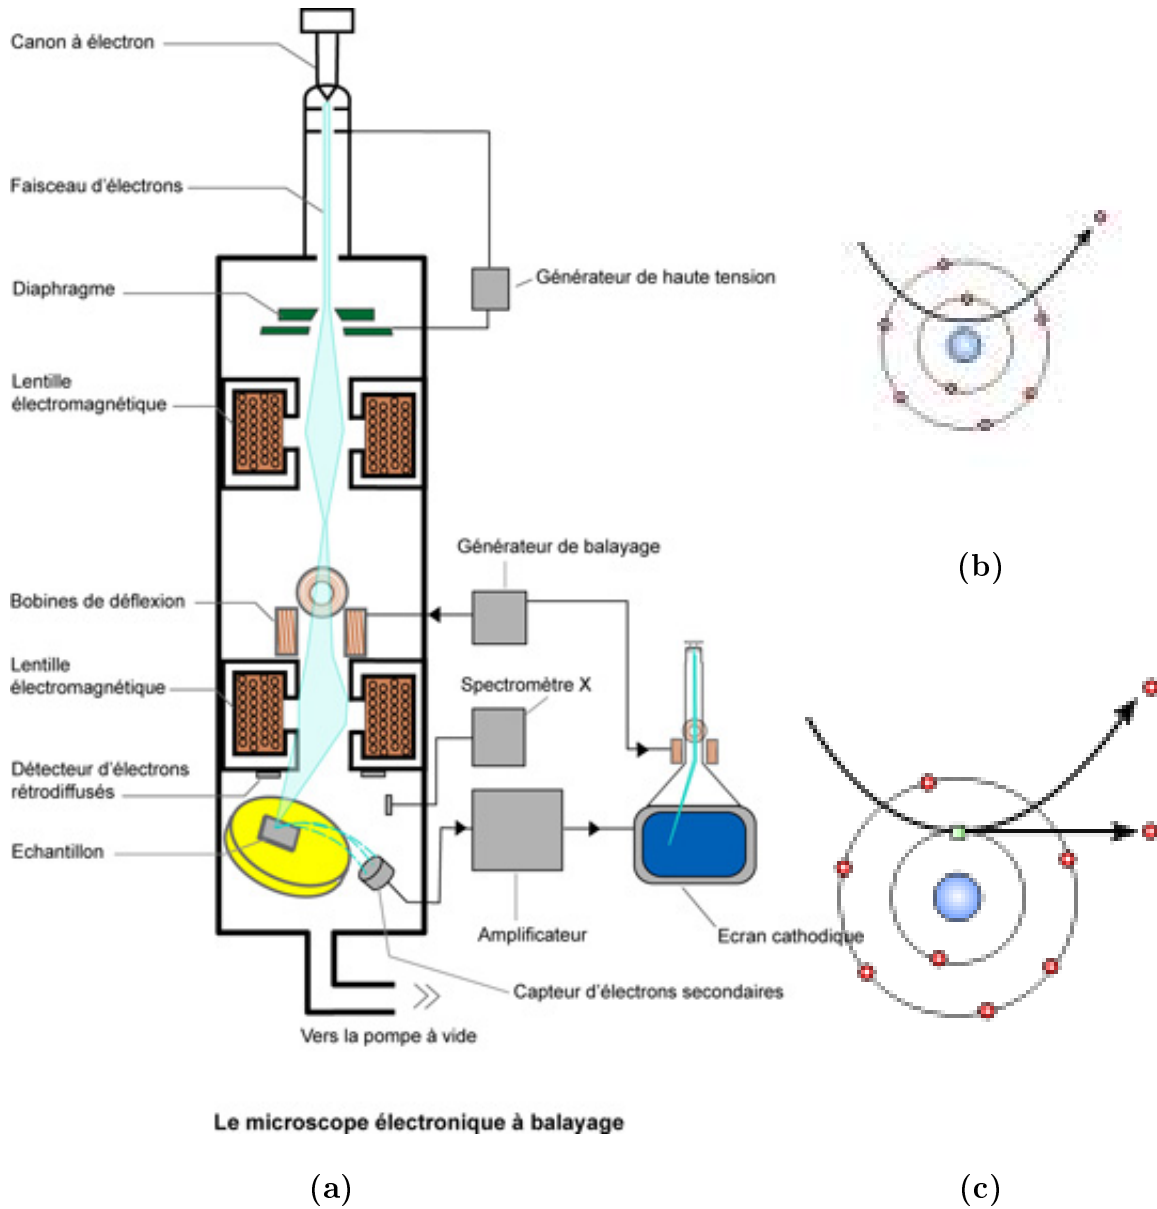 Canon à électron
Faisceau d'électrons
Diaphragme
Générateur de haute tension
Lentille
électromagnétique
Générateur de balayage
Bobines de déflexion
Lentille
électromagnétique
Spectromètre X
Détecteur d'électrons
rétrodiffusés
Echantillon
Amplificateur
Ecran cathodique
Capteur d'électrons secondaires
Vers la pompe à vide
Le microscope électronique à balayage
(a)
(b)
(c)